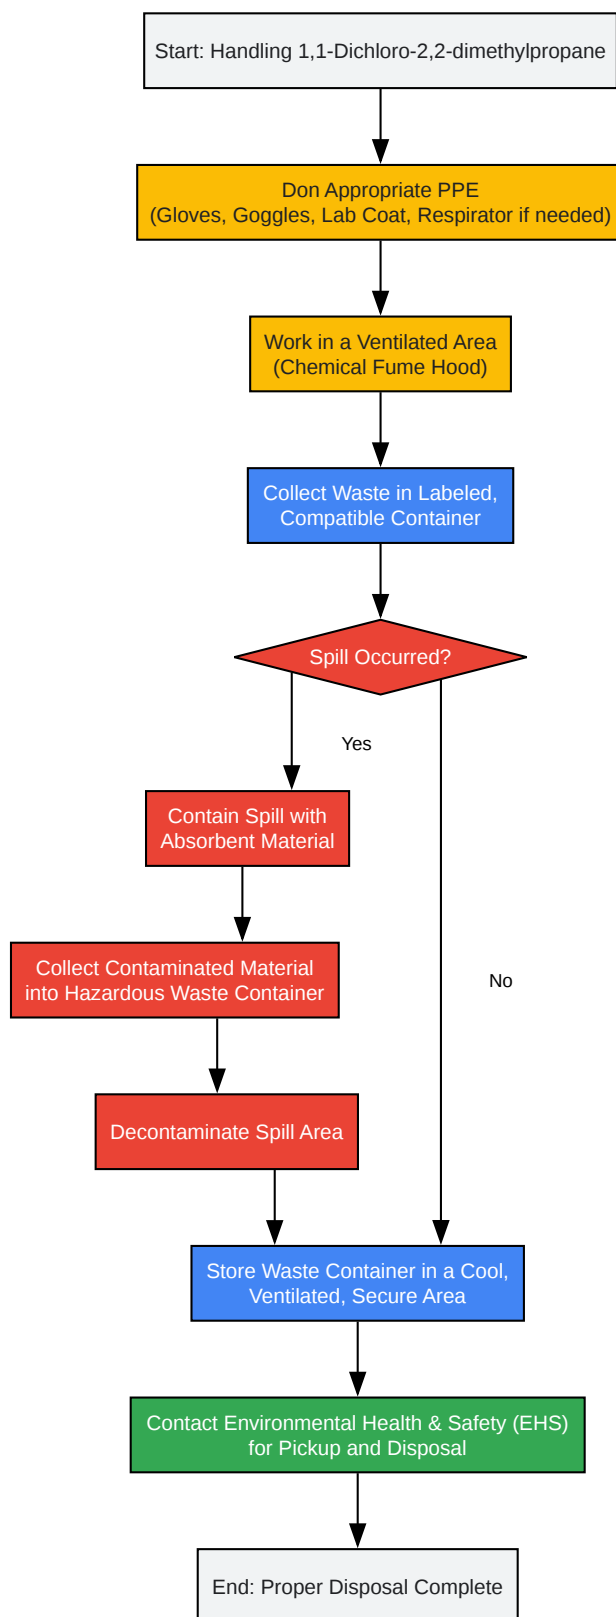 Start: Handling 1,1-Dichloro-2,2-dimethylpropane
Don Appropriate PPE
(Gloves, Goggles, Lab Coat, Respirator if needed)
Work in a Ventilated Area
(Chemical Fume Hood)
Collect Waste in Labeled,
Compatible Container
Spill Occurred?
Yes
Contain Spill with
Absorbent Material
Collect Contaminated Material
into Hazardous Waste Container
No
Decontaminate Spill Area
Store Waste Container in a Cool,
Ventilated, Secure Area
Contact Environmental Health & Safety (EHS)
for Pickup and Disposal
End: Proper Disposal Complete